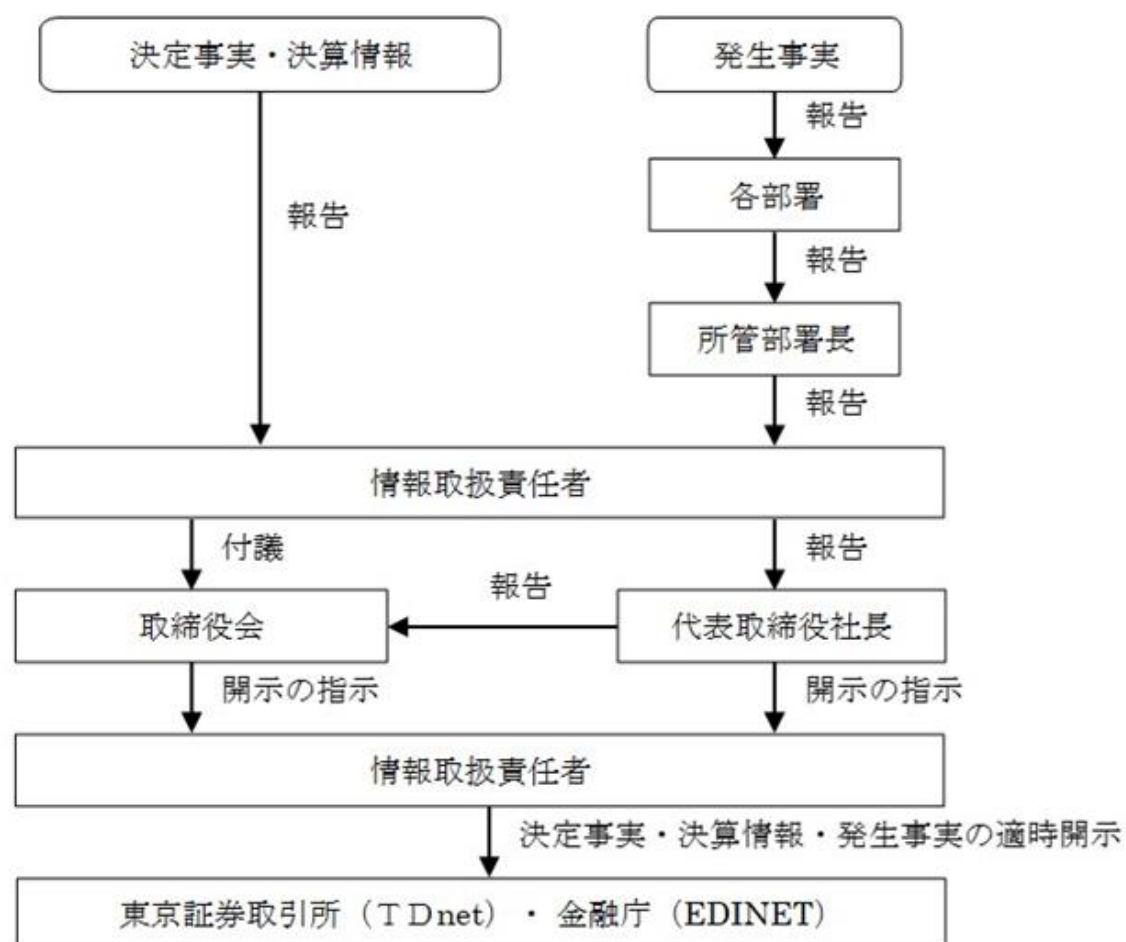 決定事実・決算情報
発生事実
報告
各部署
報告
報告
所管部署長
報告
情報取扱責任者
付議
報告
報告
取締役会
代表取締役社長
開示の指示
開示の指示
情報取扱責任者
決定事実・決算情報・発生事実の適時開示
東京証券取引所（ＴＤnet）・ 金融庁（EDINET）